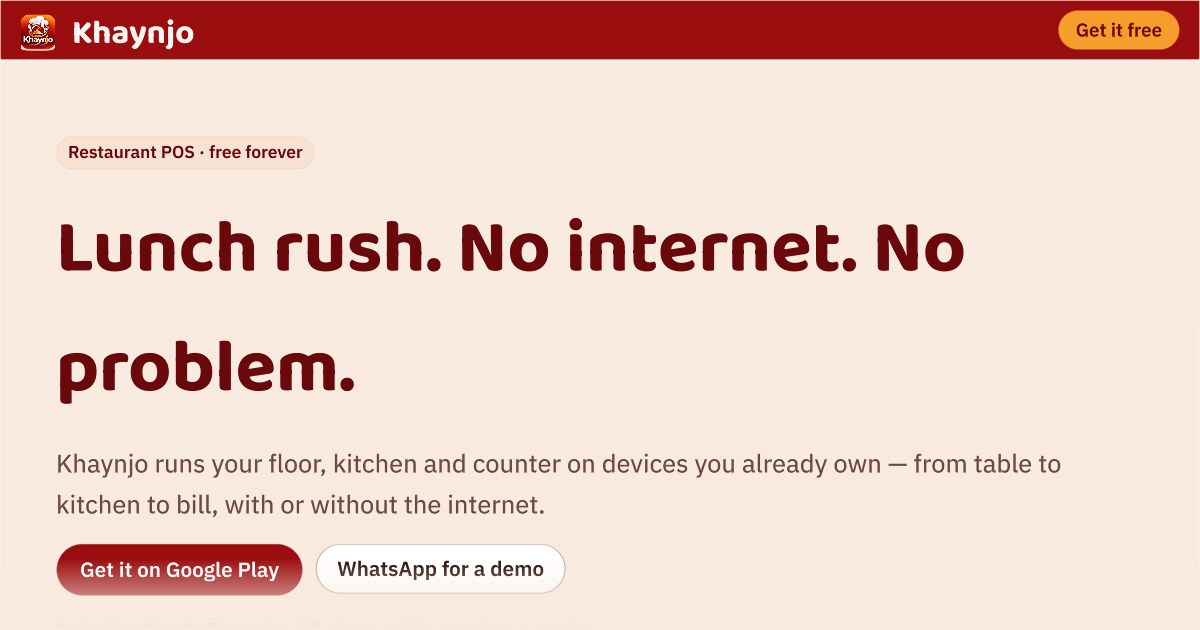 Khaynjo
Khaynjo
Get it free
Restaurant POS · free forever
Lunch rush. No internet. No
problem.
Khaynjo runs your floor, kitchen and counter on devices you already own — from table to
kitchen to bill, with or without the internet.
Get it on Google Play
WhatsApp for a demo